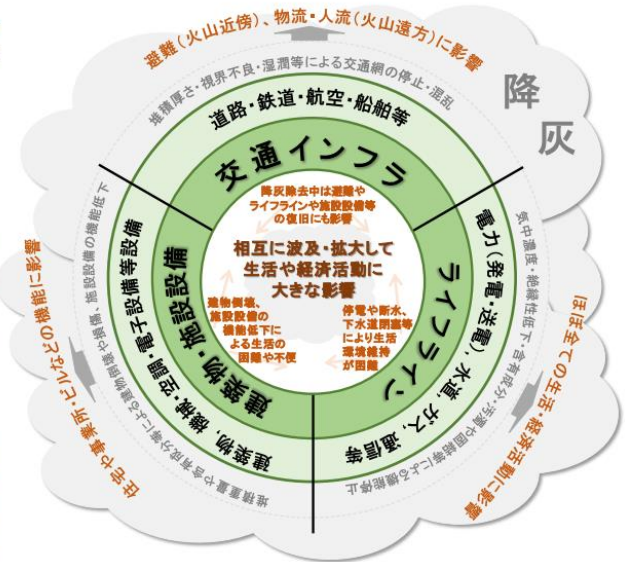 降
灰
避難(火山近傍)、物流・人流(火山遠方)に影響
堆積厚さ・視界不良・湿潤等による交通網の停止・混乱
道路・鉄道・航空・船舶等
交通インフラ
降灰除去中は避難や
ライフラインや施設設備等
の復旧にも影響
相互に波及・拡大して
生活や経済活動に
大きな影響
建物倒壊、
施設設備の
機能低下に
よる生活の
困難や不便
停電や断水、
下水道閉塞等
により生活
環境維持
が困難
ライフライン
電力(発電・送電)、水道、ガス、通信等
気中濃度・絶縁性低下・含有成分・汚濁や固結等による機能停止
ほぼ全ての生活・経済活動に影響
建築物・施設設備
建築物、機械・空調・電子設備等設備
堆積重量や含有成分等による建物倒壊や損傷、施設設備の機能低下
住宅や事業所・ビルなどの機能に影響